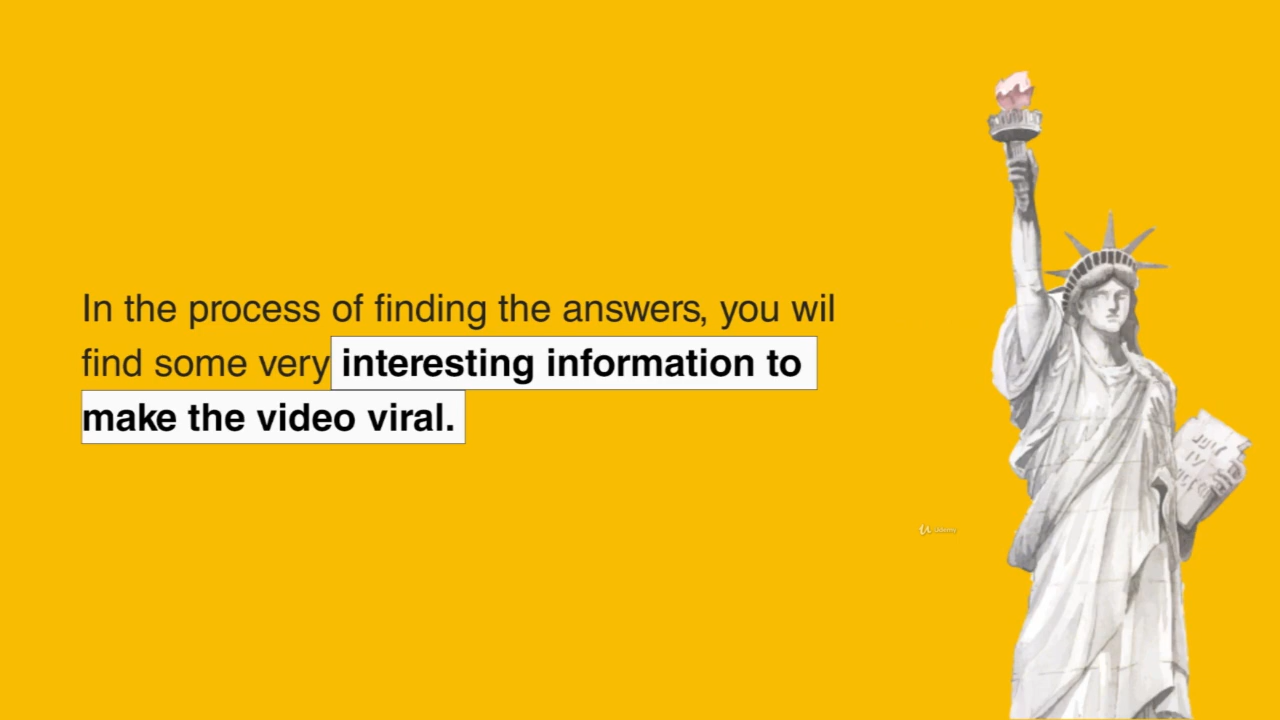 In the process of finding the answers, you wil
find some very interesting information to
make the video viral.
udemy